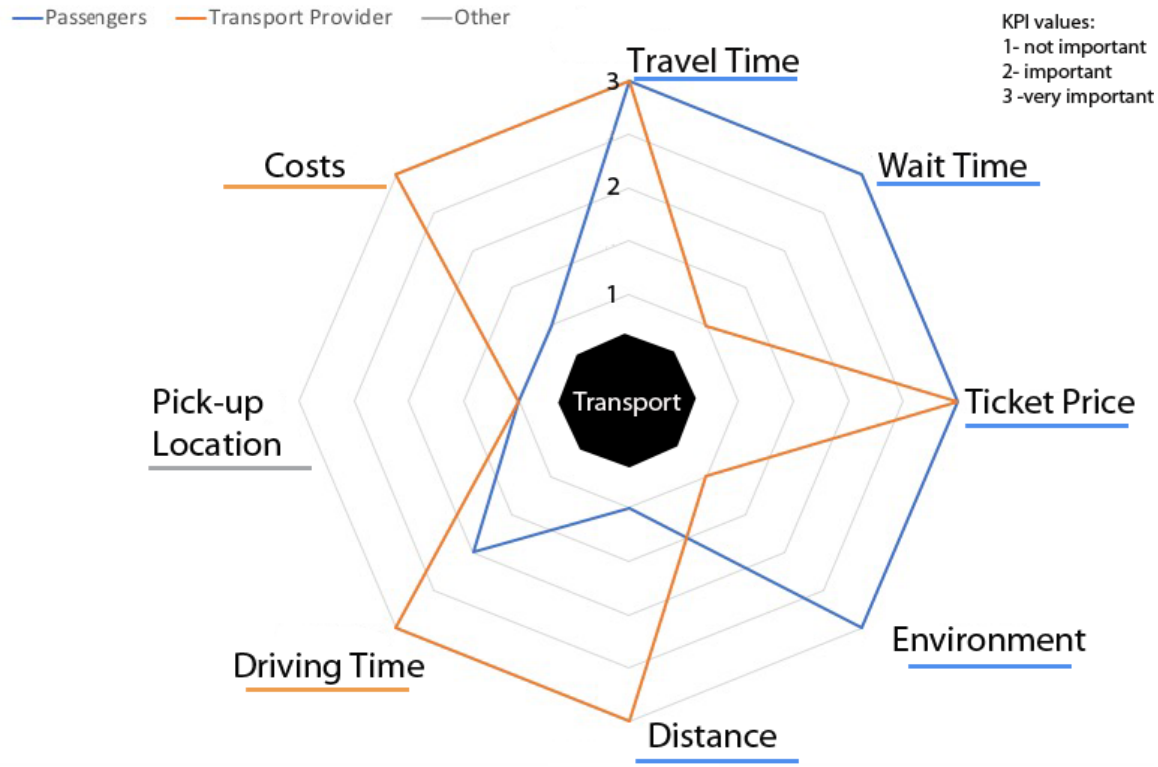 Passengers
Transport Provider
Other
KPI values:
1- not important
2- important
3 -very important
Travel Time
3
Costs
Wait Time
2
1
Pick-up
Location
Transport
Ticket Price
Driving Time
Environment
Distance